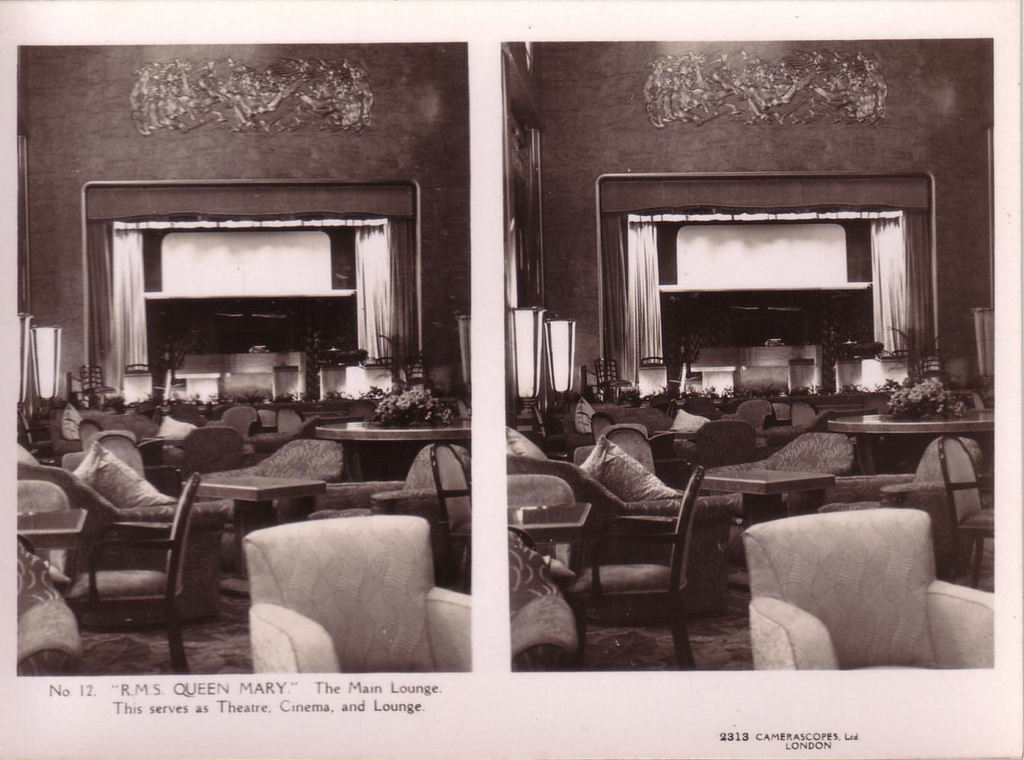 No 12. "R.M.S. QUEEN MARY." The Main Lounge.
This serves as Theatre, Cinema, and Lounge.
2313 CAMERASCOPES, Ltd
LONDON